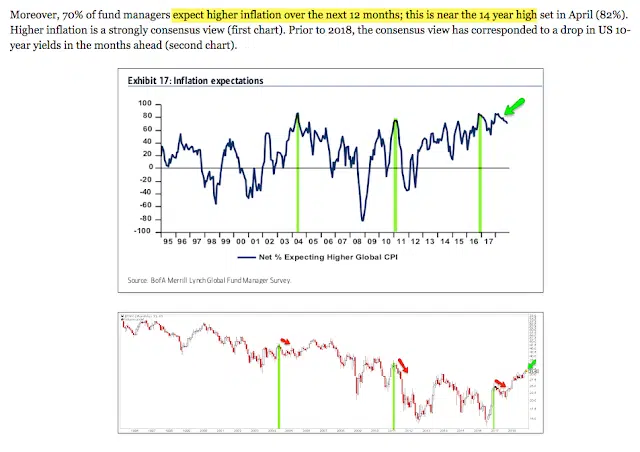 Moreover, 70% of fund managers expect higher inflation over the next 12 months; this is near the 14 year high set in April (82%).
Higher inflation is a strongly consensus view (first chart). Prior to 2018, the consensus view has corresponded to a drop in US 10-
year yields in the months ahead (second chart).
Exhibit 17: Inflation expectations
100
80
60
40
20
0
-20
-40
-60
-80
-100
95 96 97 98 99 00 01 02 03 04 05 06 07 08 09 10 11 12 13 14 15 16 17
Net % Expecting Higher Global CPI
Source: BofA Merrill Lynch Global Fund Manager Survey.